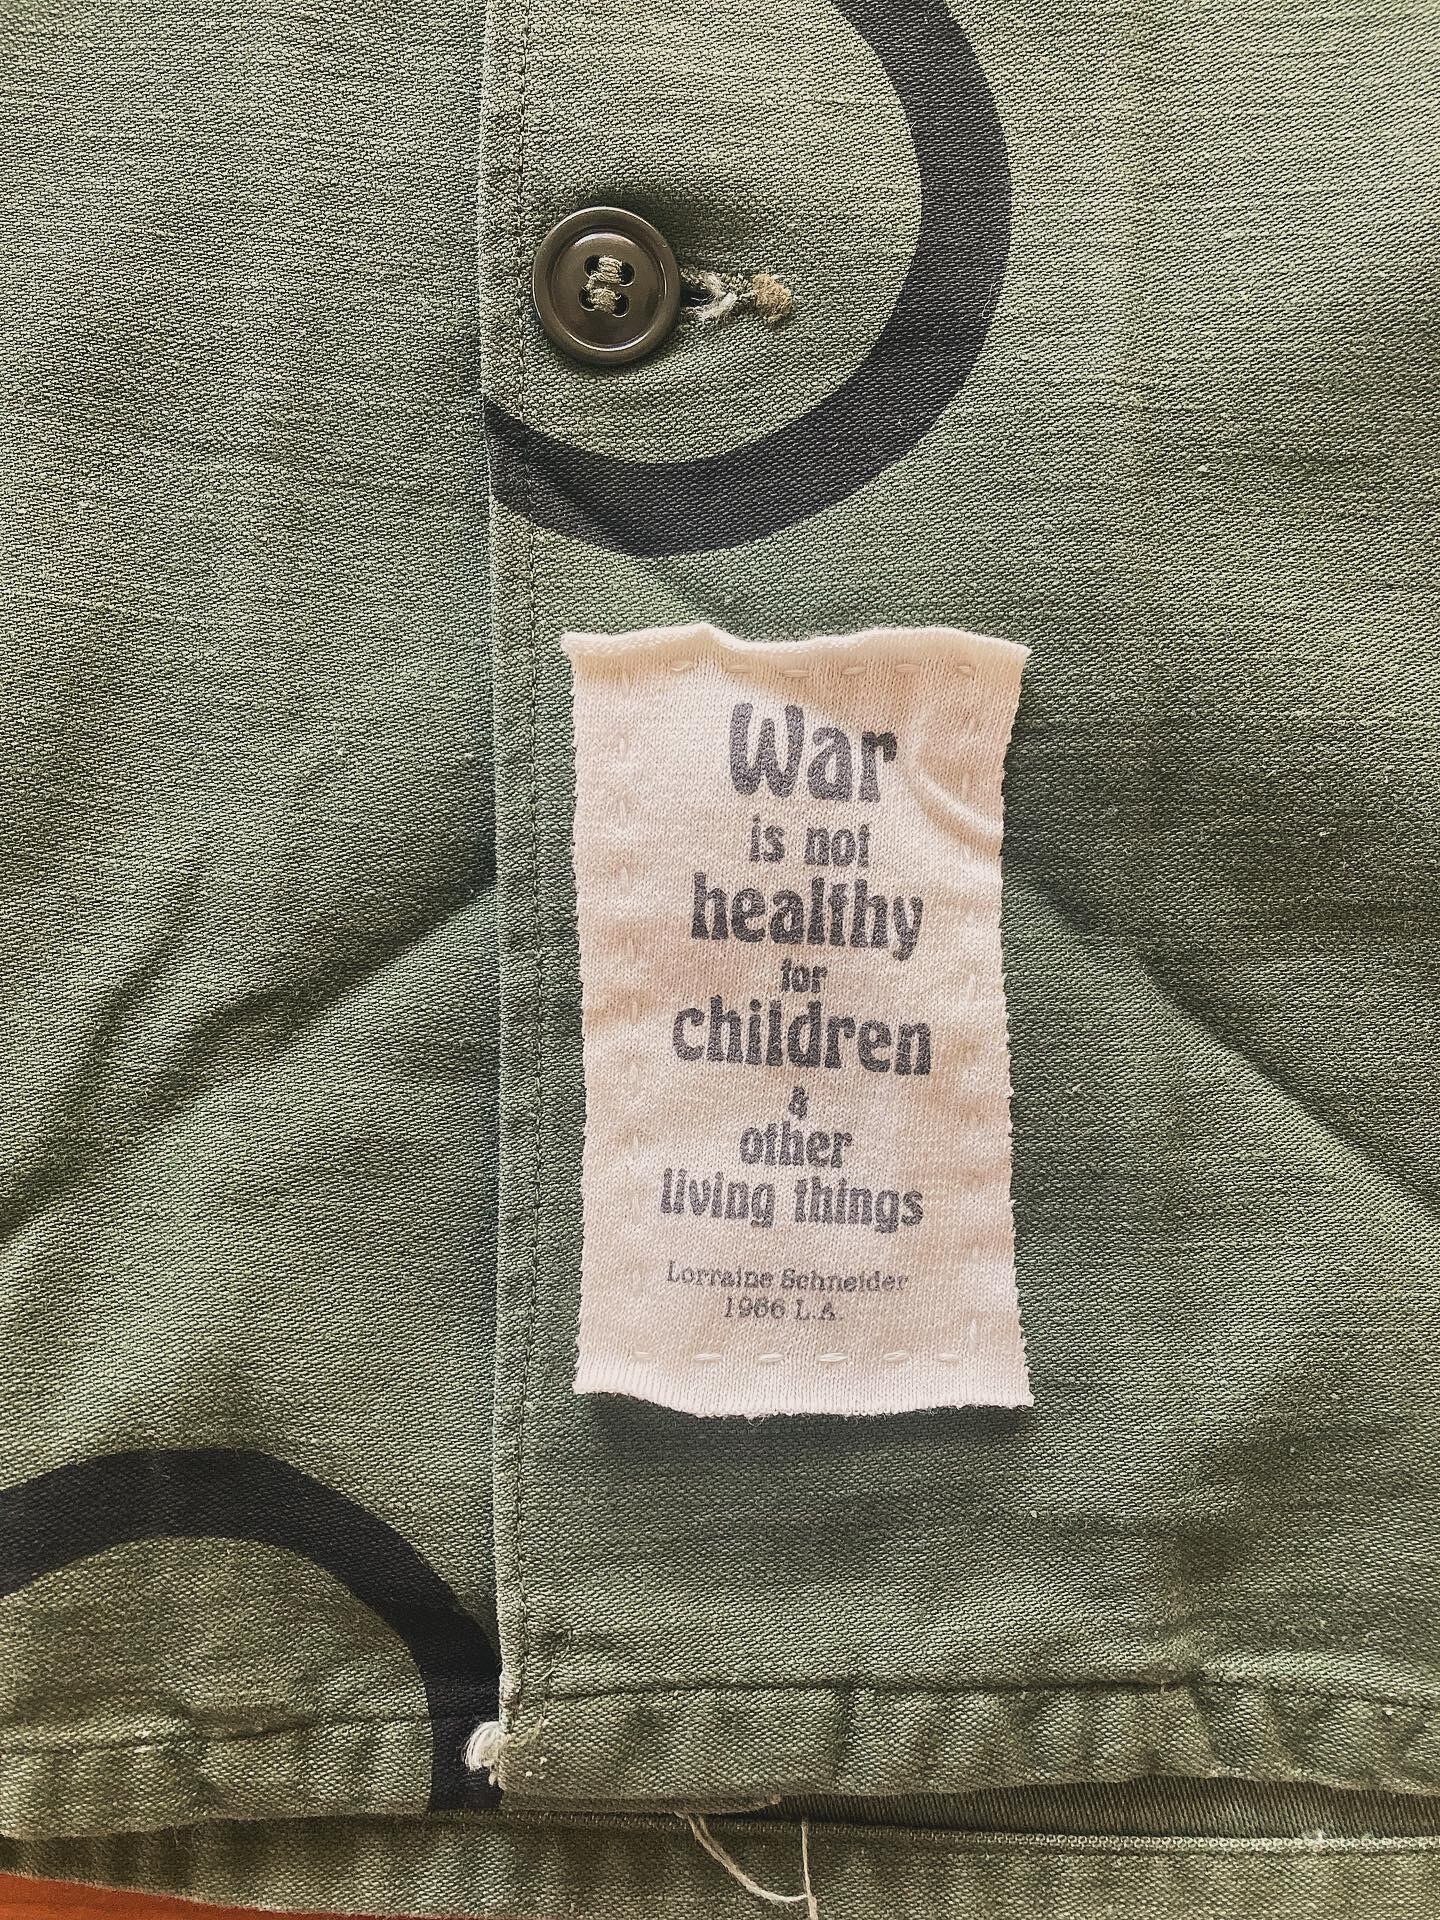 War
is not
healthy
for
children
&
other
living things
Lorraine Schneider
1966 L.A.